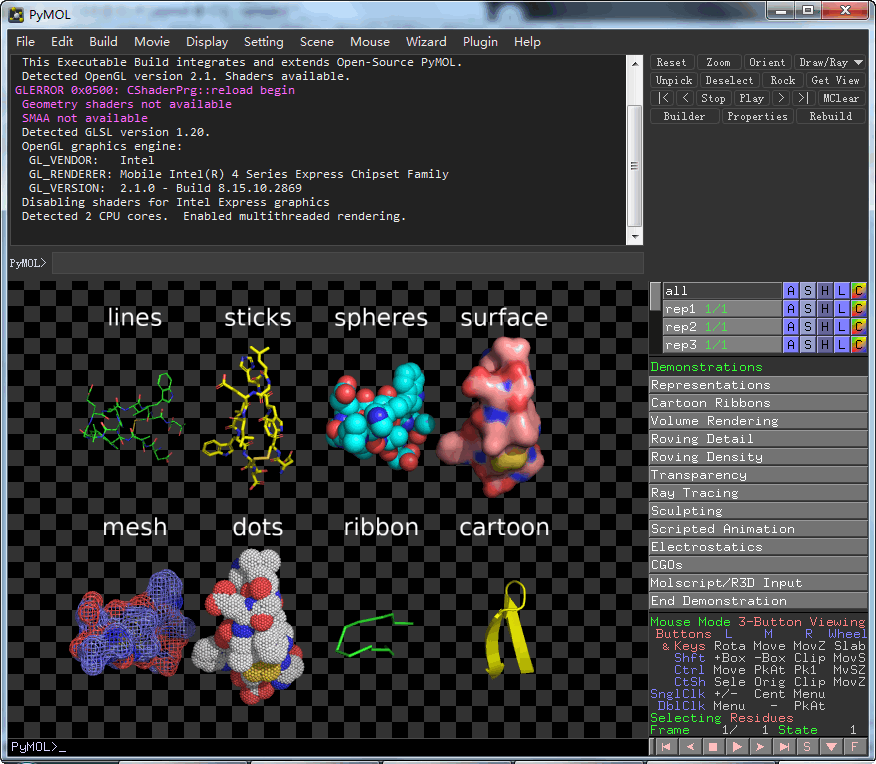 PyMOL
File Edit Build Movie Display Setting Scene Mouse Wizard Plugin Help
This Executable Build integrates and extends Open-Source PyMOL.
Detected OpenGL version 2.1. Shaders available.
GLERROR 0x0500: CShaderPrg::reload begin
Geometry shaders not available
SMAA not available
Detected GLSL version 1.20.
OpenGL graphics engine:
GL_VENDOR: Intel
GL_RENDERER: Mobile Intel(R) 4 Series Express Chipset Family
GL_VERSION: 2.1.0 - Build 8.15.10.2869
Disabling shaders for Intel Express graphics
Detected 2 CPU cores. Enabled multithreaded rendering.
PyMOL>
Reset Zoom Orient Draw/Ray
Unpick Deselect Rock Get View
|< < Stop Play > >| MClear
Builder Properties Rebuild
lines sticks spheres surface
mesh dots ribbon cartoon
PyMOL>_
all A S H L C
rep1 1/1 A S H L C
rep2 1/1 A S H L C
rep3 1/1 A S H L C
Demonstrations
Representations
Cartoon Ribbons
Volume Rendering
Roving Detail
Roving Density
Transparency
Ray Tracing
Sculpting
Scripted Animation
Electrostatics
CGOs
Molscript/R3D Input
End Demonstration
Mouse Mode 3-Button Viewing
Buttons L M R Wheel
& Keys Rota Move MovZ Slab
Shft +Box -Box Clip MovS
Ctrl Move PkAt Pk1 MvSZ
CtSh Sele Orig Clip MovZ
SnglClk +/- Cent Menu
DblClk Menu - PkAt
Selecting Residues
Frame 1/ 1 State 1
S F